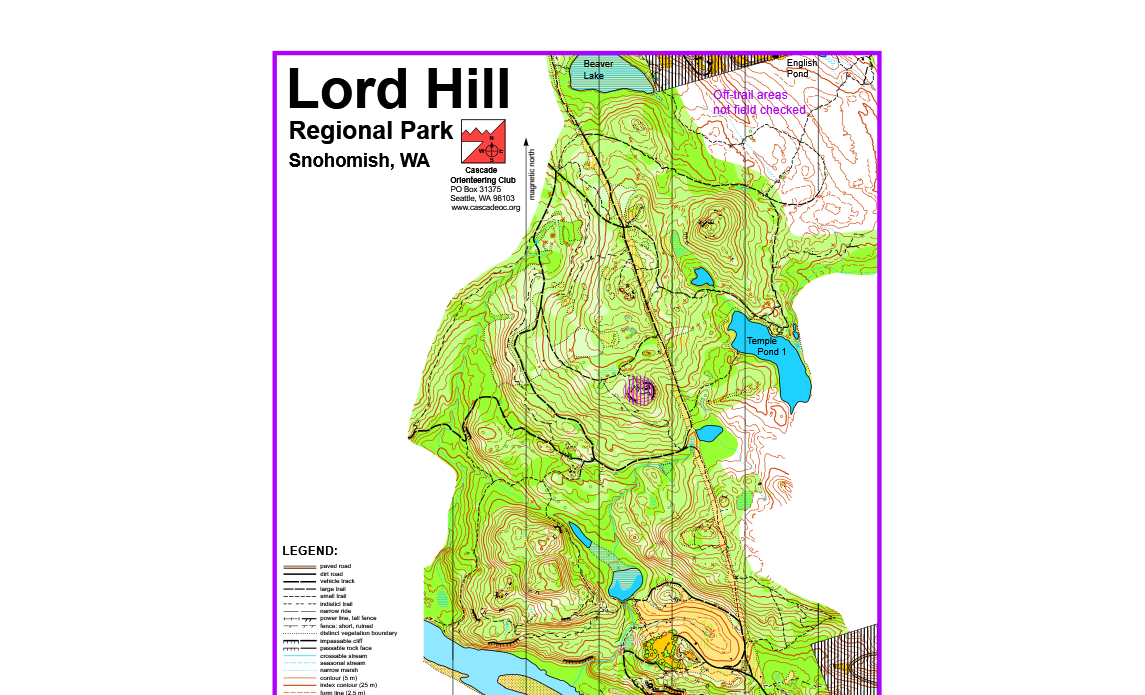 Lord Hill
Regional Park
Snohomish, WA
N
W E
S
Cascade
Orienteering Club
PO Box 31375
Seattle, WA 98103
www.cascadeoc.org
magnetic north
Beaver
Lake
English
Pond
Off-trail areas
not field checked
Temple
Pond 1
LEGEND:
paved road
dirt road
vehicle track
large trail
small trail
indistict trail
narrow ride
power line, tall fence
fence: short, ruined
distinct vegetation boundary
impassable cliff
passable rock face
crossable stream
seasonal stream
narrow marsh
contour (5 m)
index contour (25 m)
form line (2.5 m)